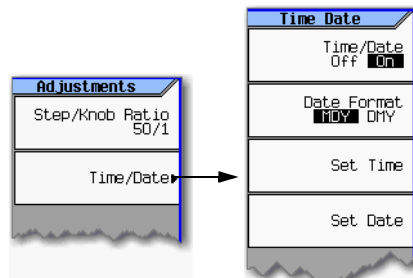 Adjustments
Step/Knob Ratio
50/1
Time/Date
Time Date
Time/Date
Off On
Date Format
MDY DMY
Set Time
Set Date